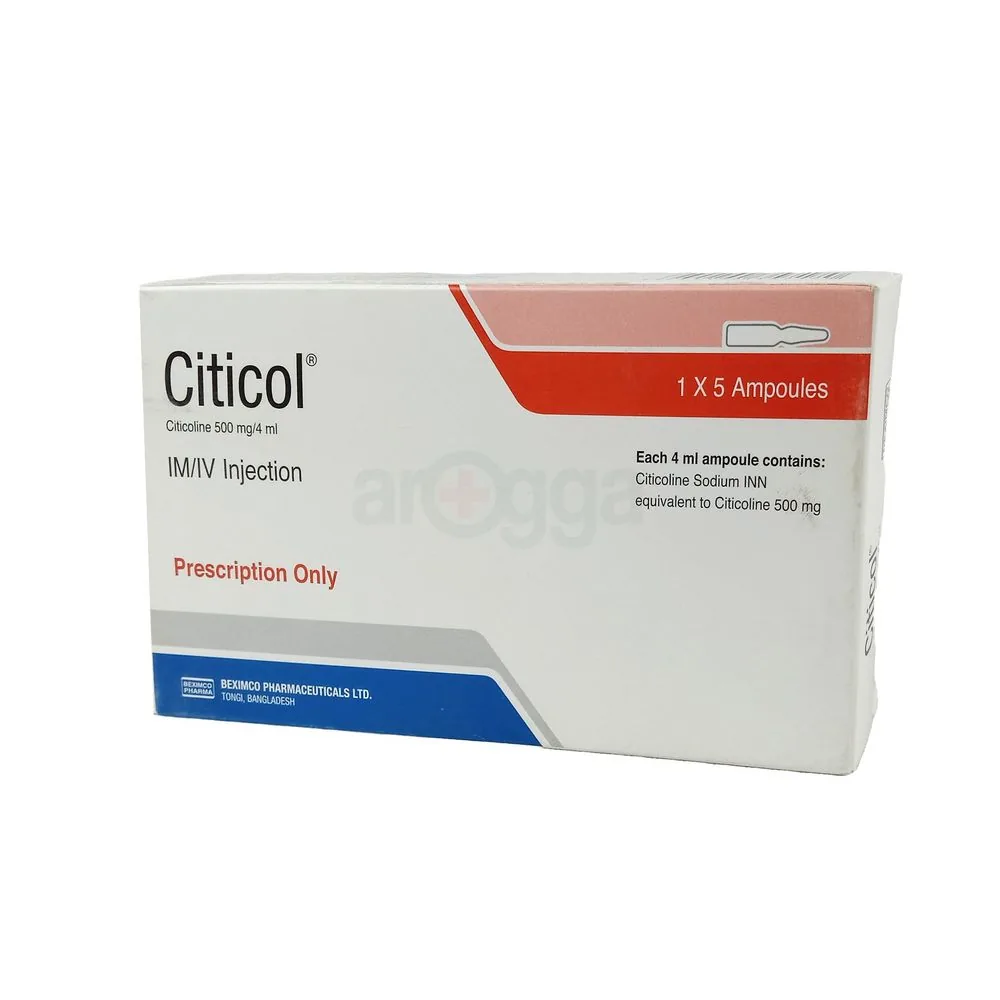 Citicol®
Citicoline 500 mg/4 ml
IM/IV Injection
Prescription Only
BEXIMCO
PHARMA
BEXIMCO PHARMACEUTICALS LTD.
TONGI, BANGLADESH
1 X 5 Ampoules
Each 4 ml ampoule contains:
Citicoline Sodium INN
equivalent to Citicoline 500 mg
arogga
Citicol®